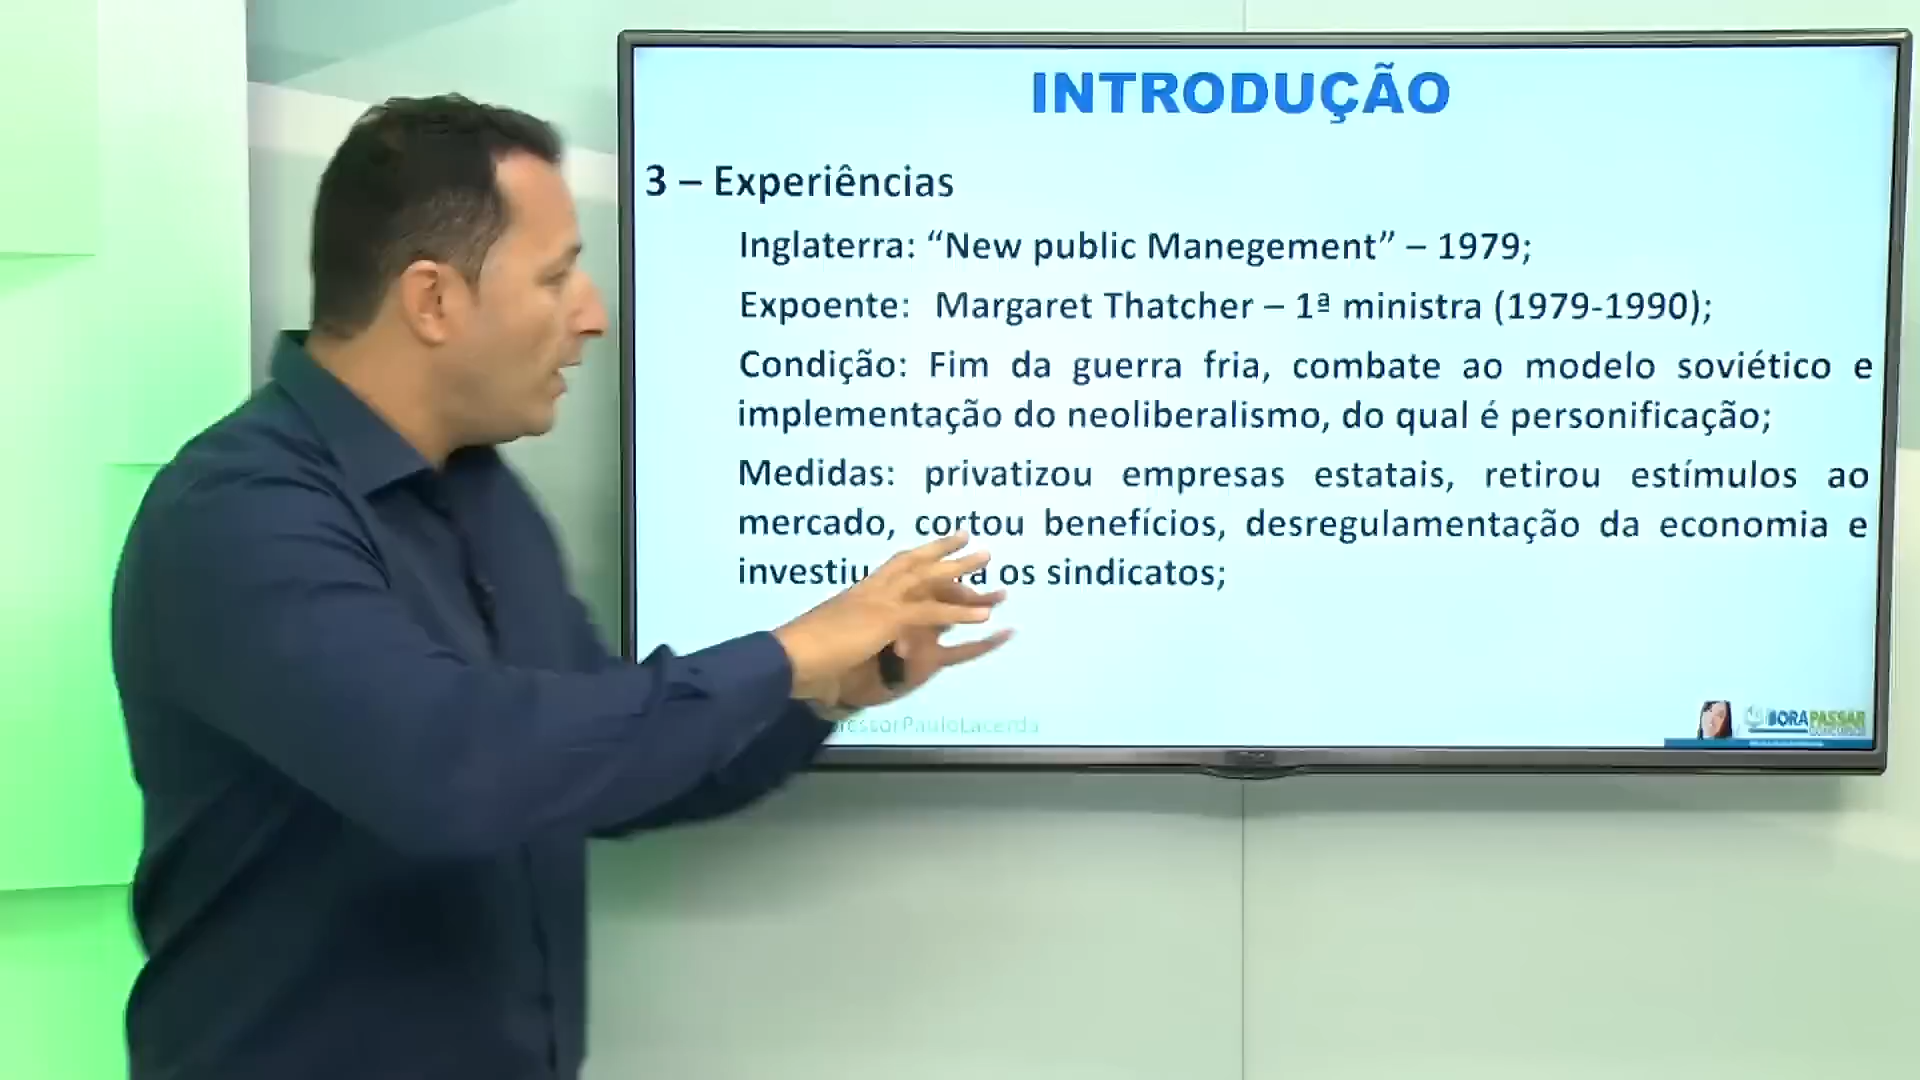 INTRODUÇÃO
3 – Experiências
Inglaterra: “New public Manegement” – 1979;
Expoente: Margaret Thatcher – 1ª ministra (1979-1990);
Condição: Fim da guerra fria, combate ao modelo soviético e
implementação do neoliberalismo, do qual é personificação;
Medidas: privatizou empresas estatais, retirou estímulos ao
mercado, cortou benefícios, desregulamentação da economia e
os sindicatos;
BORA PASSAR